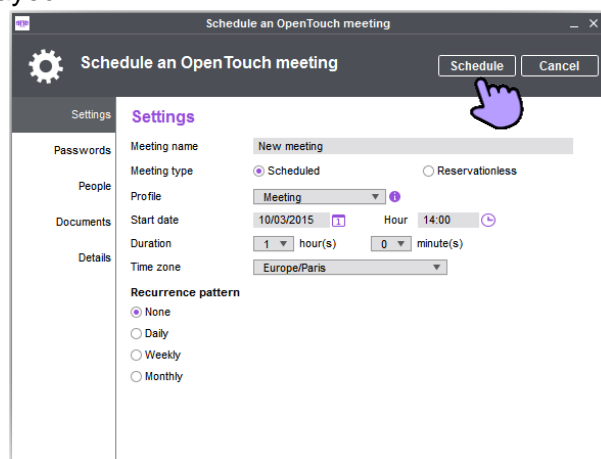 Schedule an OpenTouch meeting
Schedule an OpenTouch meeting
Schedule
Cancel
Settings
Passwords
People
Documents
Details
Settings
Meeting name New meeting
Meeting type Scheduled Reservationless
Profile Meeting
Start date 10/03/2015 1 Hour 14:00
Duration 1 hour(s) 0 minute(s)
Time zone Europe/Paris
Recurrence pattern
None
Daily
Weekly
Monthly